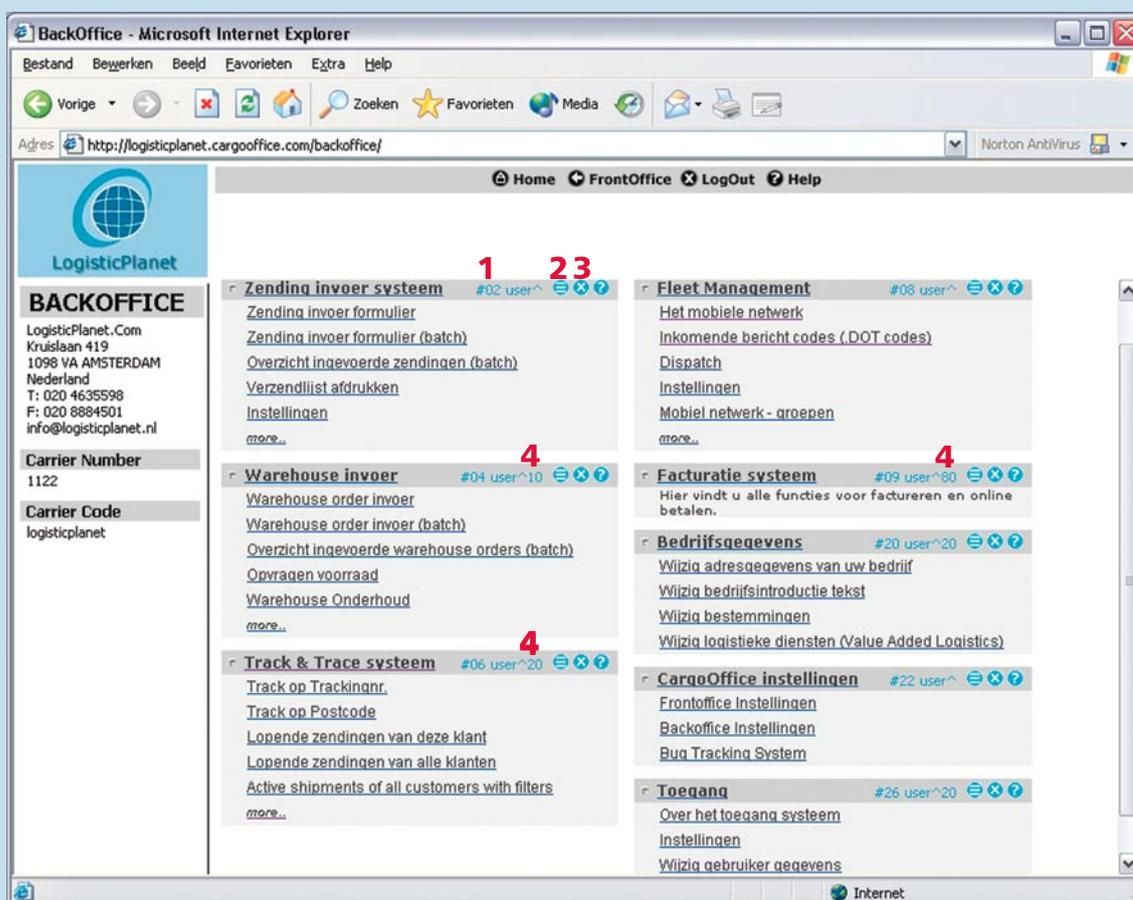 BackOffice - Microsoft Internet Explorer
Bestand Bewerken Beeld Favorieten Extra Help
Vorige Zoeken Favorieten Media
Adres http://logisticplanet.cargooffice.com/backoffice/ Norton AntiVirus
Home FrontOffice LogOut Help
LogisticPlanet
BACKOFFICE
LogisticPlanet.Com
Kruislaan 419
1098 VA AMSTERDAM
Nederland
T: 020 4635598
F: 020 8884501
info@logisticplanet.nl
Carrier Number
1122
Carrier Code
logisticplanet
1 2 3
Zending invoer systeem #02 user^
Zending invoer formulier
Zending invoer formulier (batch)
Overzicht ingevoerde zendingen (batch)
Verzendlijst afdrukken
Instellingen
more..
4
Warehouse invoer #04 user^10
Warehouse order invoer
Warehouse order invoer (batch)
Overzicht ingevoerde warehouse orders (batch)
Opvragen voorraad
Warehouse Onderhoud
more..
4
Track & Trace systeem #06 user^20
Track op Trackingnr.
Track op Postcode
Lopende zendingen van deze klant
Lopende zendingen van alle klanten
Active shipments of all customers with filters
more..
Fleet Management #08 user^
Het mobiele netwerk
Inkomende bericht codes (.DOT codes)
Dispatch
Instellingen
Mobiel netwerk - groepen
more..
4
Facturatie systeem #09 user^80
Hier vindt u alle functies voor factureren en online
betalen.
Bedrijfsgegevens #20 user^20
Wijzig adresgegevens van uw bedrijf
Wijzig bedrijfsintroductie tekst
Wijzig bestemmingen
Wijzig logistieke diensten (Value Added Logistics)
CargoOffice instellingen #22 user^
Frontoffice Instellingen
Backoffice Instellingen
Bug Tracking System
Toegang #26 user^20
Over het toegang systeem
Instellingen
Wijzig gebruiker gegevens
Internet